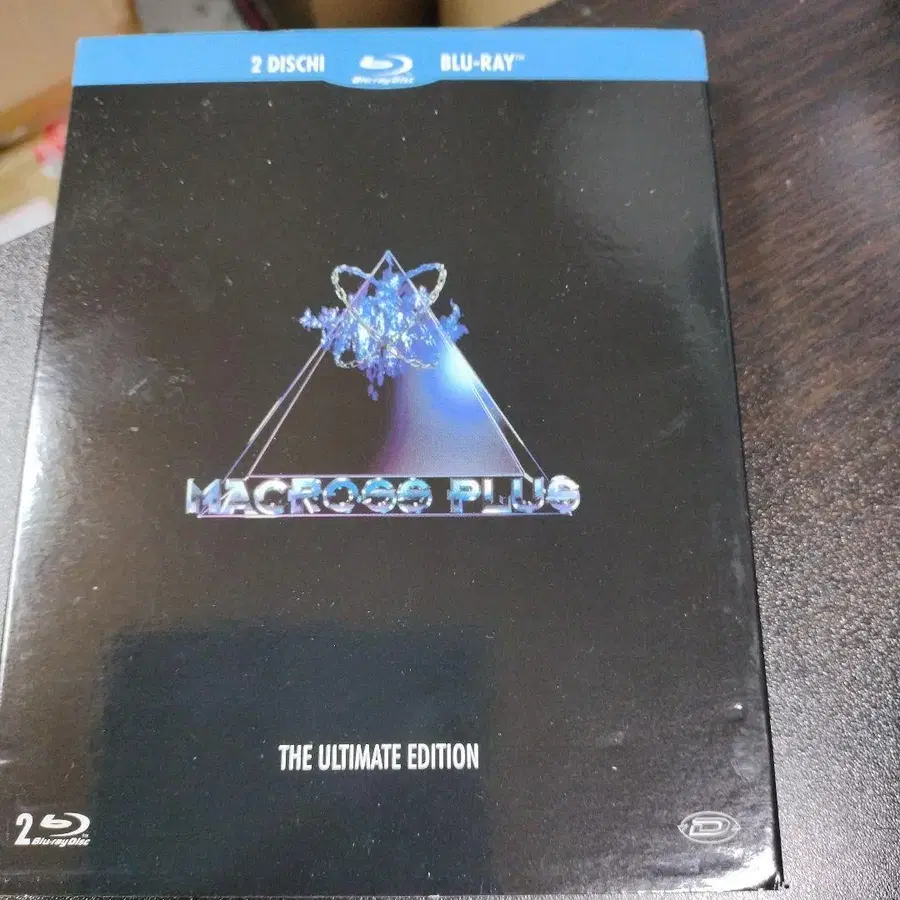 2 DISCHI Blu-ray Disc BLU-RAY™
MACROSS PLUS
THE ULTIMATE EDITION
2 Blu-ray Disc
D